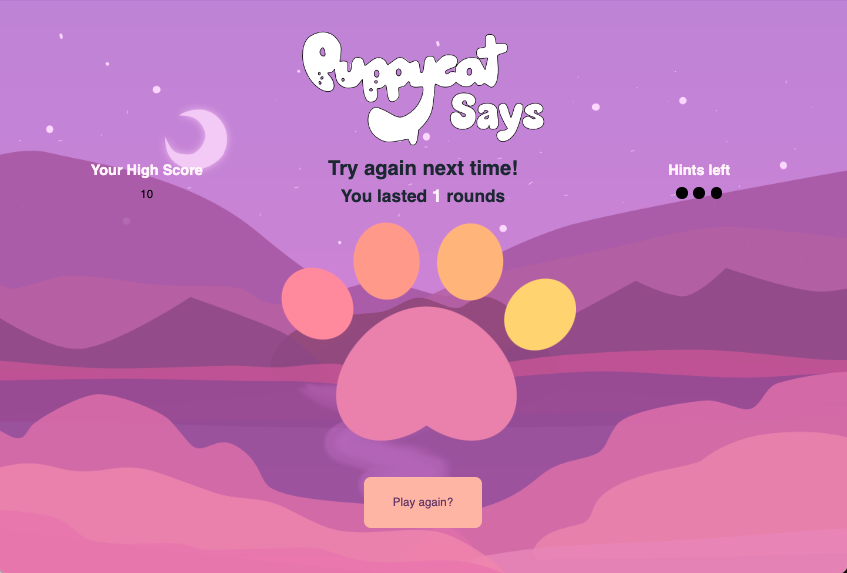 Puppycat
Says
Your High Score
10
Try again next time!
You lasted 1 rounds
Hints left
Play again?